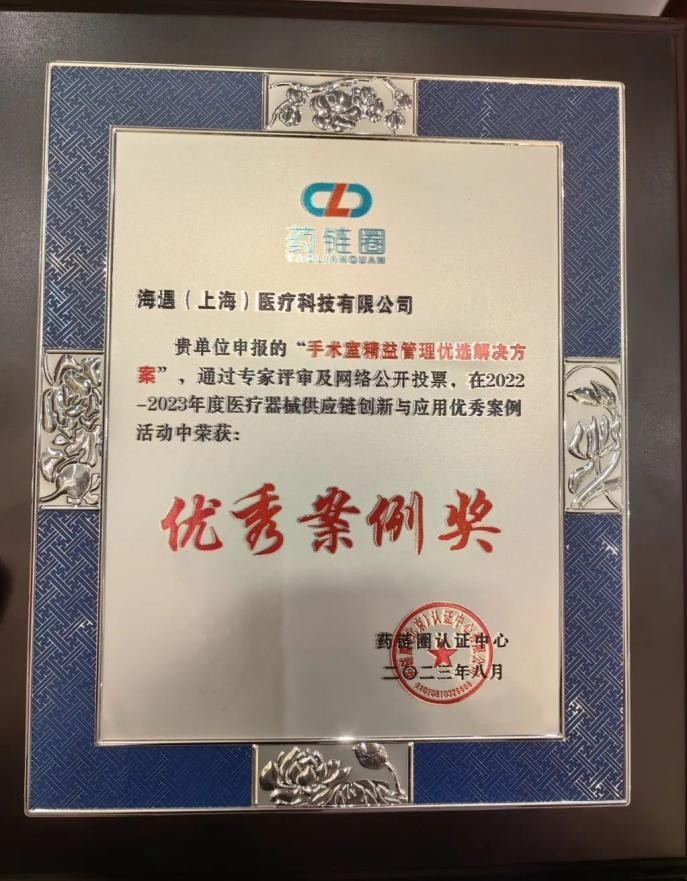 药链圈
YAOLIANQUAN
海遇（上海）医疗科技有限公司
贵单位申报的“手术室精益管理优选解决方
案”，通过专家评审及网络公开投票，在2022
-2023年度医疗器械供应链创新与应用优秀案例
活动中荣获：
优秀案例奖
药链圈认证中心
二〇二三年八月